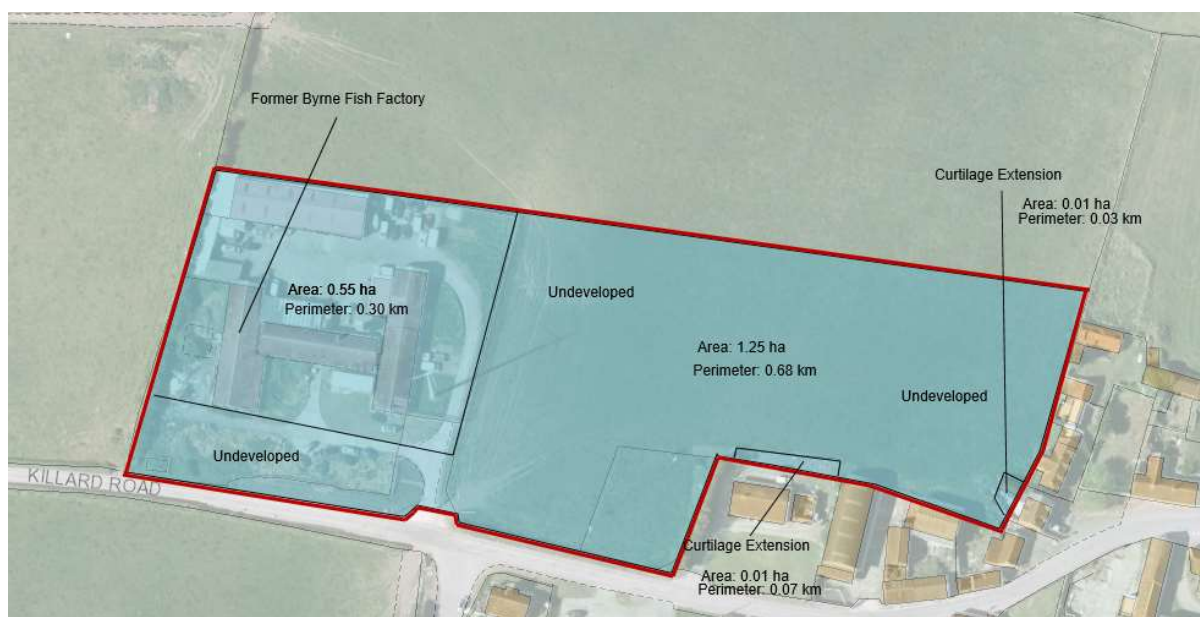 Former Byrne Fish Factory
Curtilage Extension
Area: 0.01 ha
Perimeter: 0.03 km
Area: 0.55 ha
Perimeter: 0.30 km
Undeveloped
Area: 1.25 ha
Perimeter: 0.68 km
Undeveloped
Undeveloped
KILLARD ROAD
Curtilage Extension
Area: 0.01 ha
Perimeter: 0.07 km